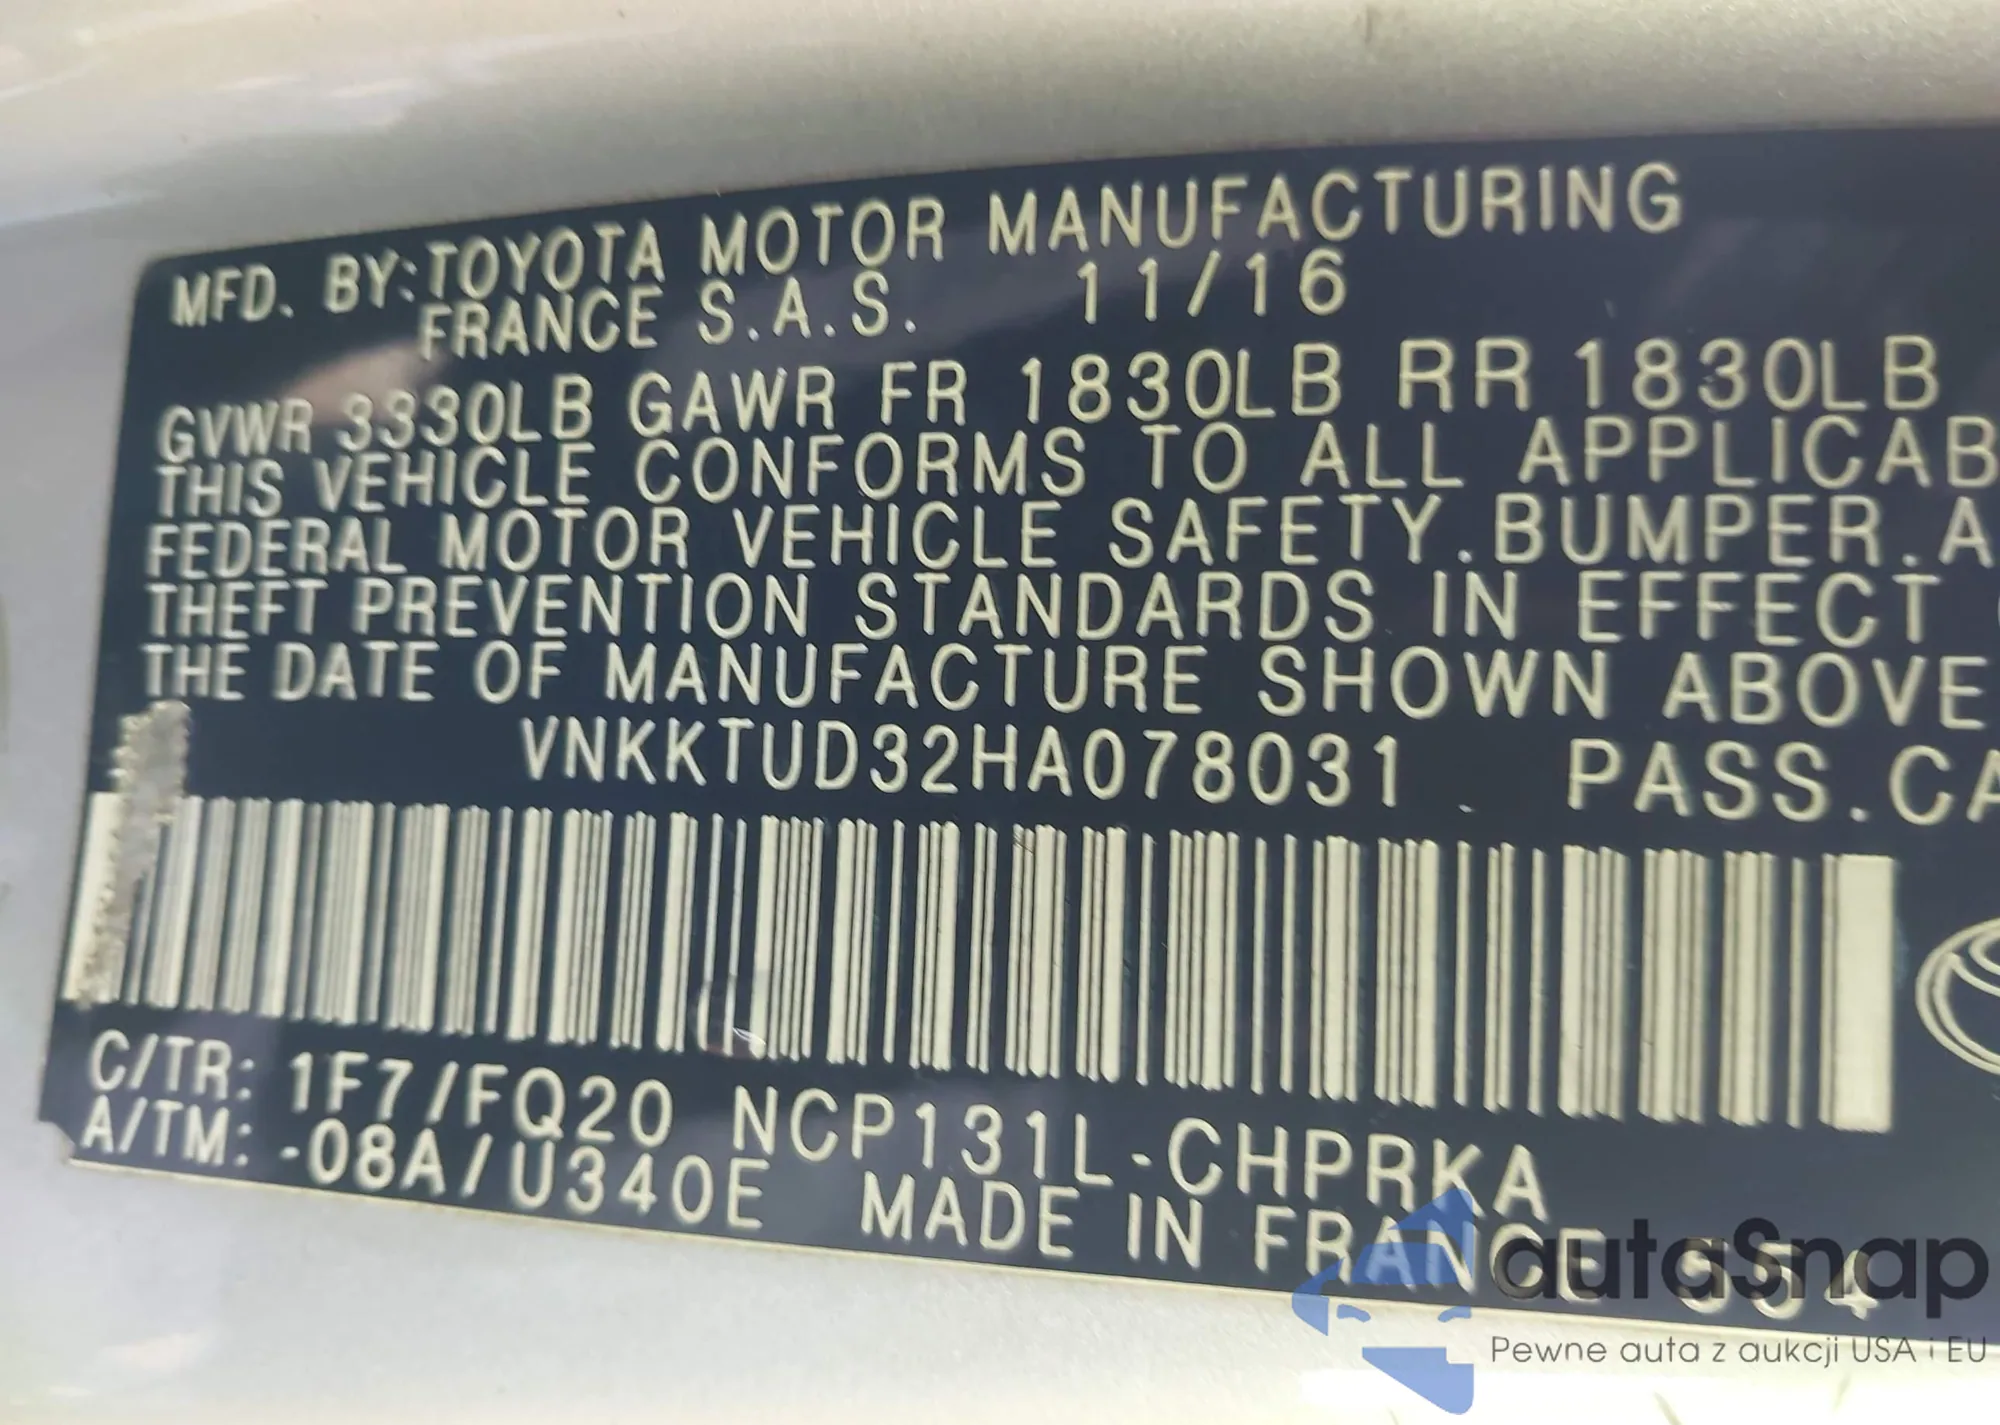 MFD. BY:TOYOTA MOTOR MANUFACTURING
FRANCE S.A.S. 11/16
GVWR 3330LB GAWR FR 1830LB RR 1830LB
THIS VEHICLE CONFORMS TO ALL APPLICAB
FEDERAL MOTOR VEHICLE SAFETY.BUMPER.A
THEFT PREVENTION STANDARDS IN EFFECT
THE DATE OF MANUFACTURE SHOWN ABOVE
VNKKTUD32HA078031 PASS.CA
C/TR: 1F7/FQ20 NCP131L-CHPRKA
A/TM: -08A/U340E MADE IN FRANCE 554
autaSnap
Pewne auta z aukcji USA i EU